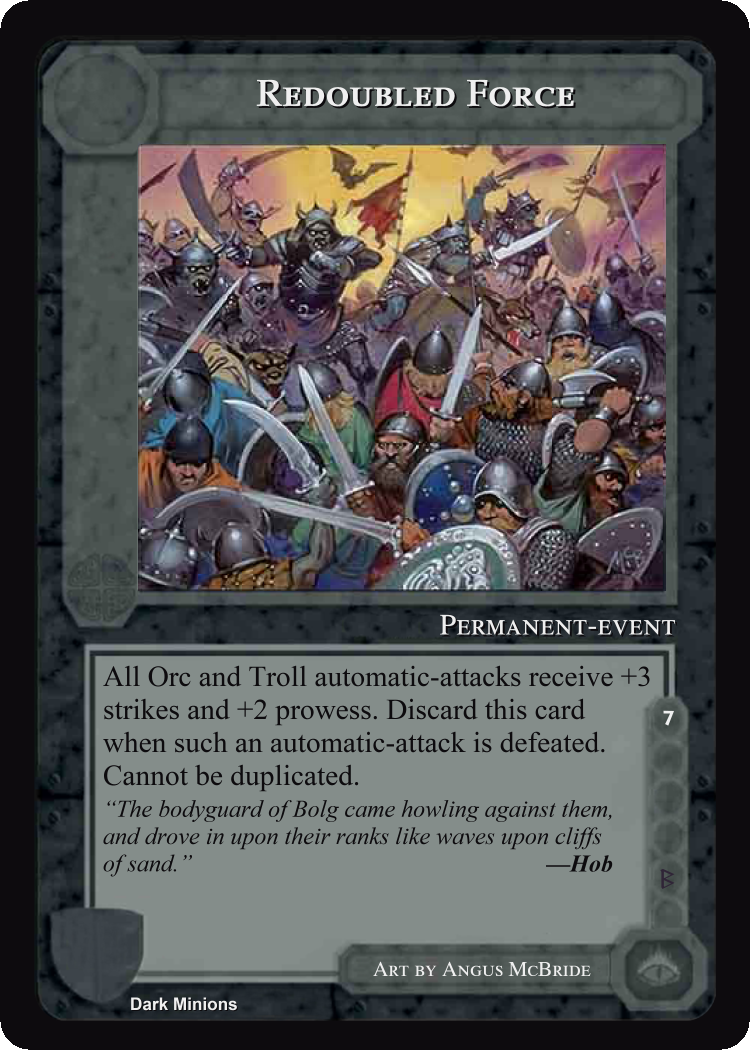 Redoubled Force
Permanent-event
All Orc and Troll automatic-attacks receive +3
strikes and +2 prowess. Discard this card
when such an automatic-attack is defeated.
Cannot be duplicated.
7
“The bodyguard of Bolg came howling against them,
and drove in upon their ranks like waves upon cliffs
of sand.” —Hob
Art by Angus McBride
Dark Minions